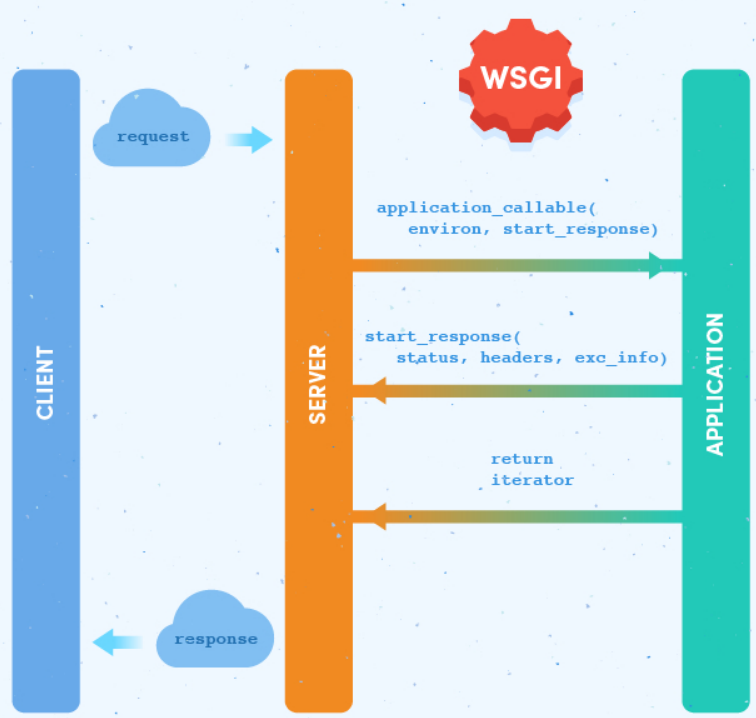 WSGI
request
application_callable(
environ, start_response)
start_response(
status, headers, exc_info)
CLIENT
SERVER
APPLICATION
return
iterator
response